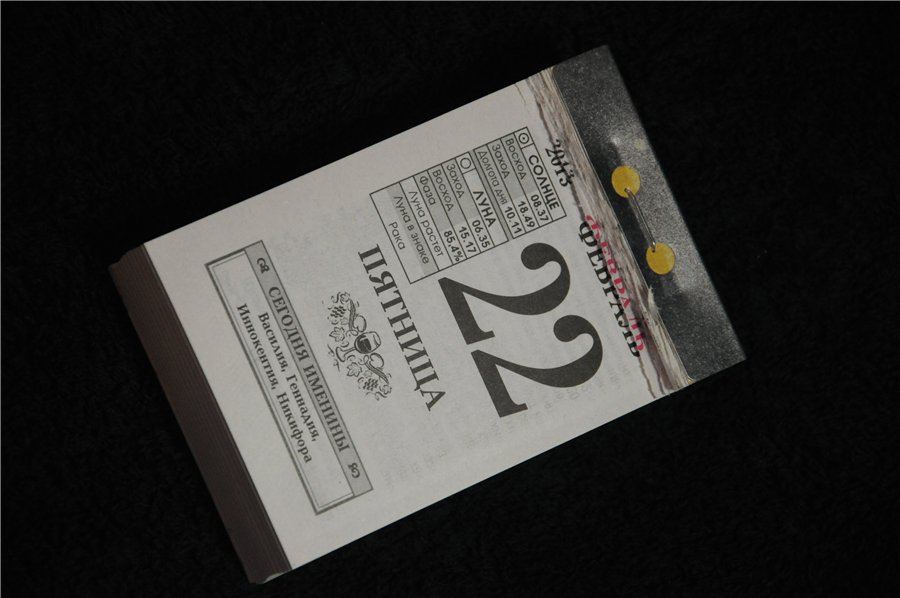 2013
ФЕВРАЛЬ
СОЛНЦЕ
Восход 08.37
Заход 18.49
Долгота дня 10.11
ЛУНА
Заход 06.35
Восход 15.17
Фаза 85.4%
Луна растет
Луна в знаке
Рака
22
ПЯТНИЦА
СЕГОДНЯ ИМЕНИНЫ
Василия, Геннадия,
Иннокентия, Никифора